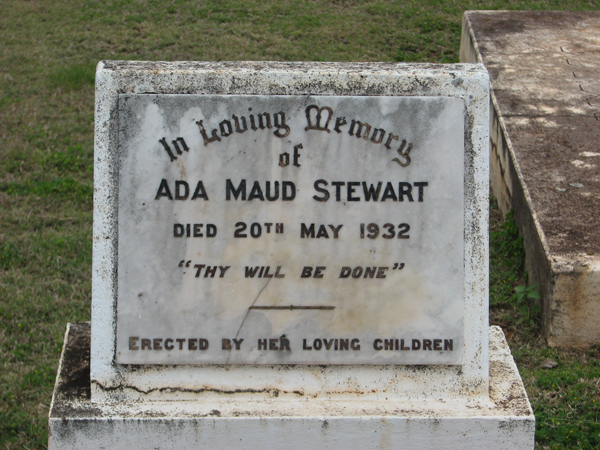 In Loving Memory
of
ADA MAUD STEWART
DIED 20TH MAY 1932
"THY WILL BE DONE"
ERECTED BY HER LOVING CHILDREN